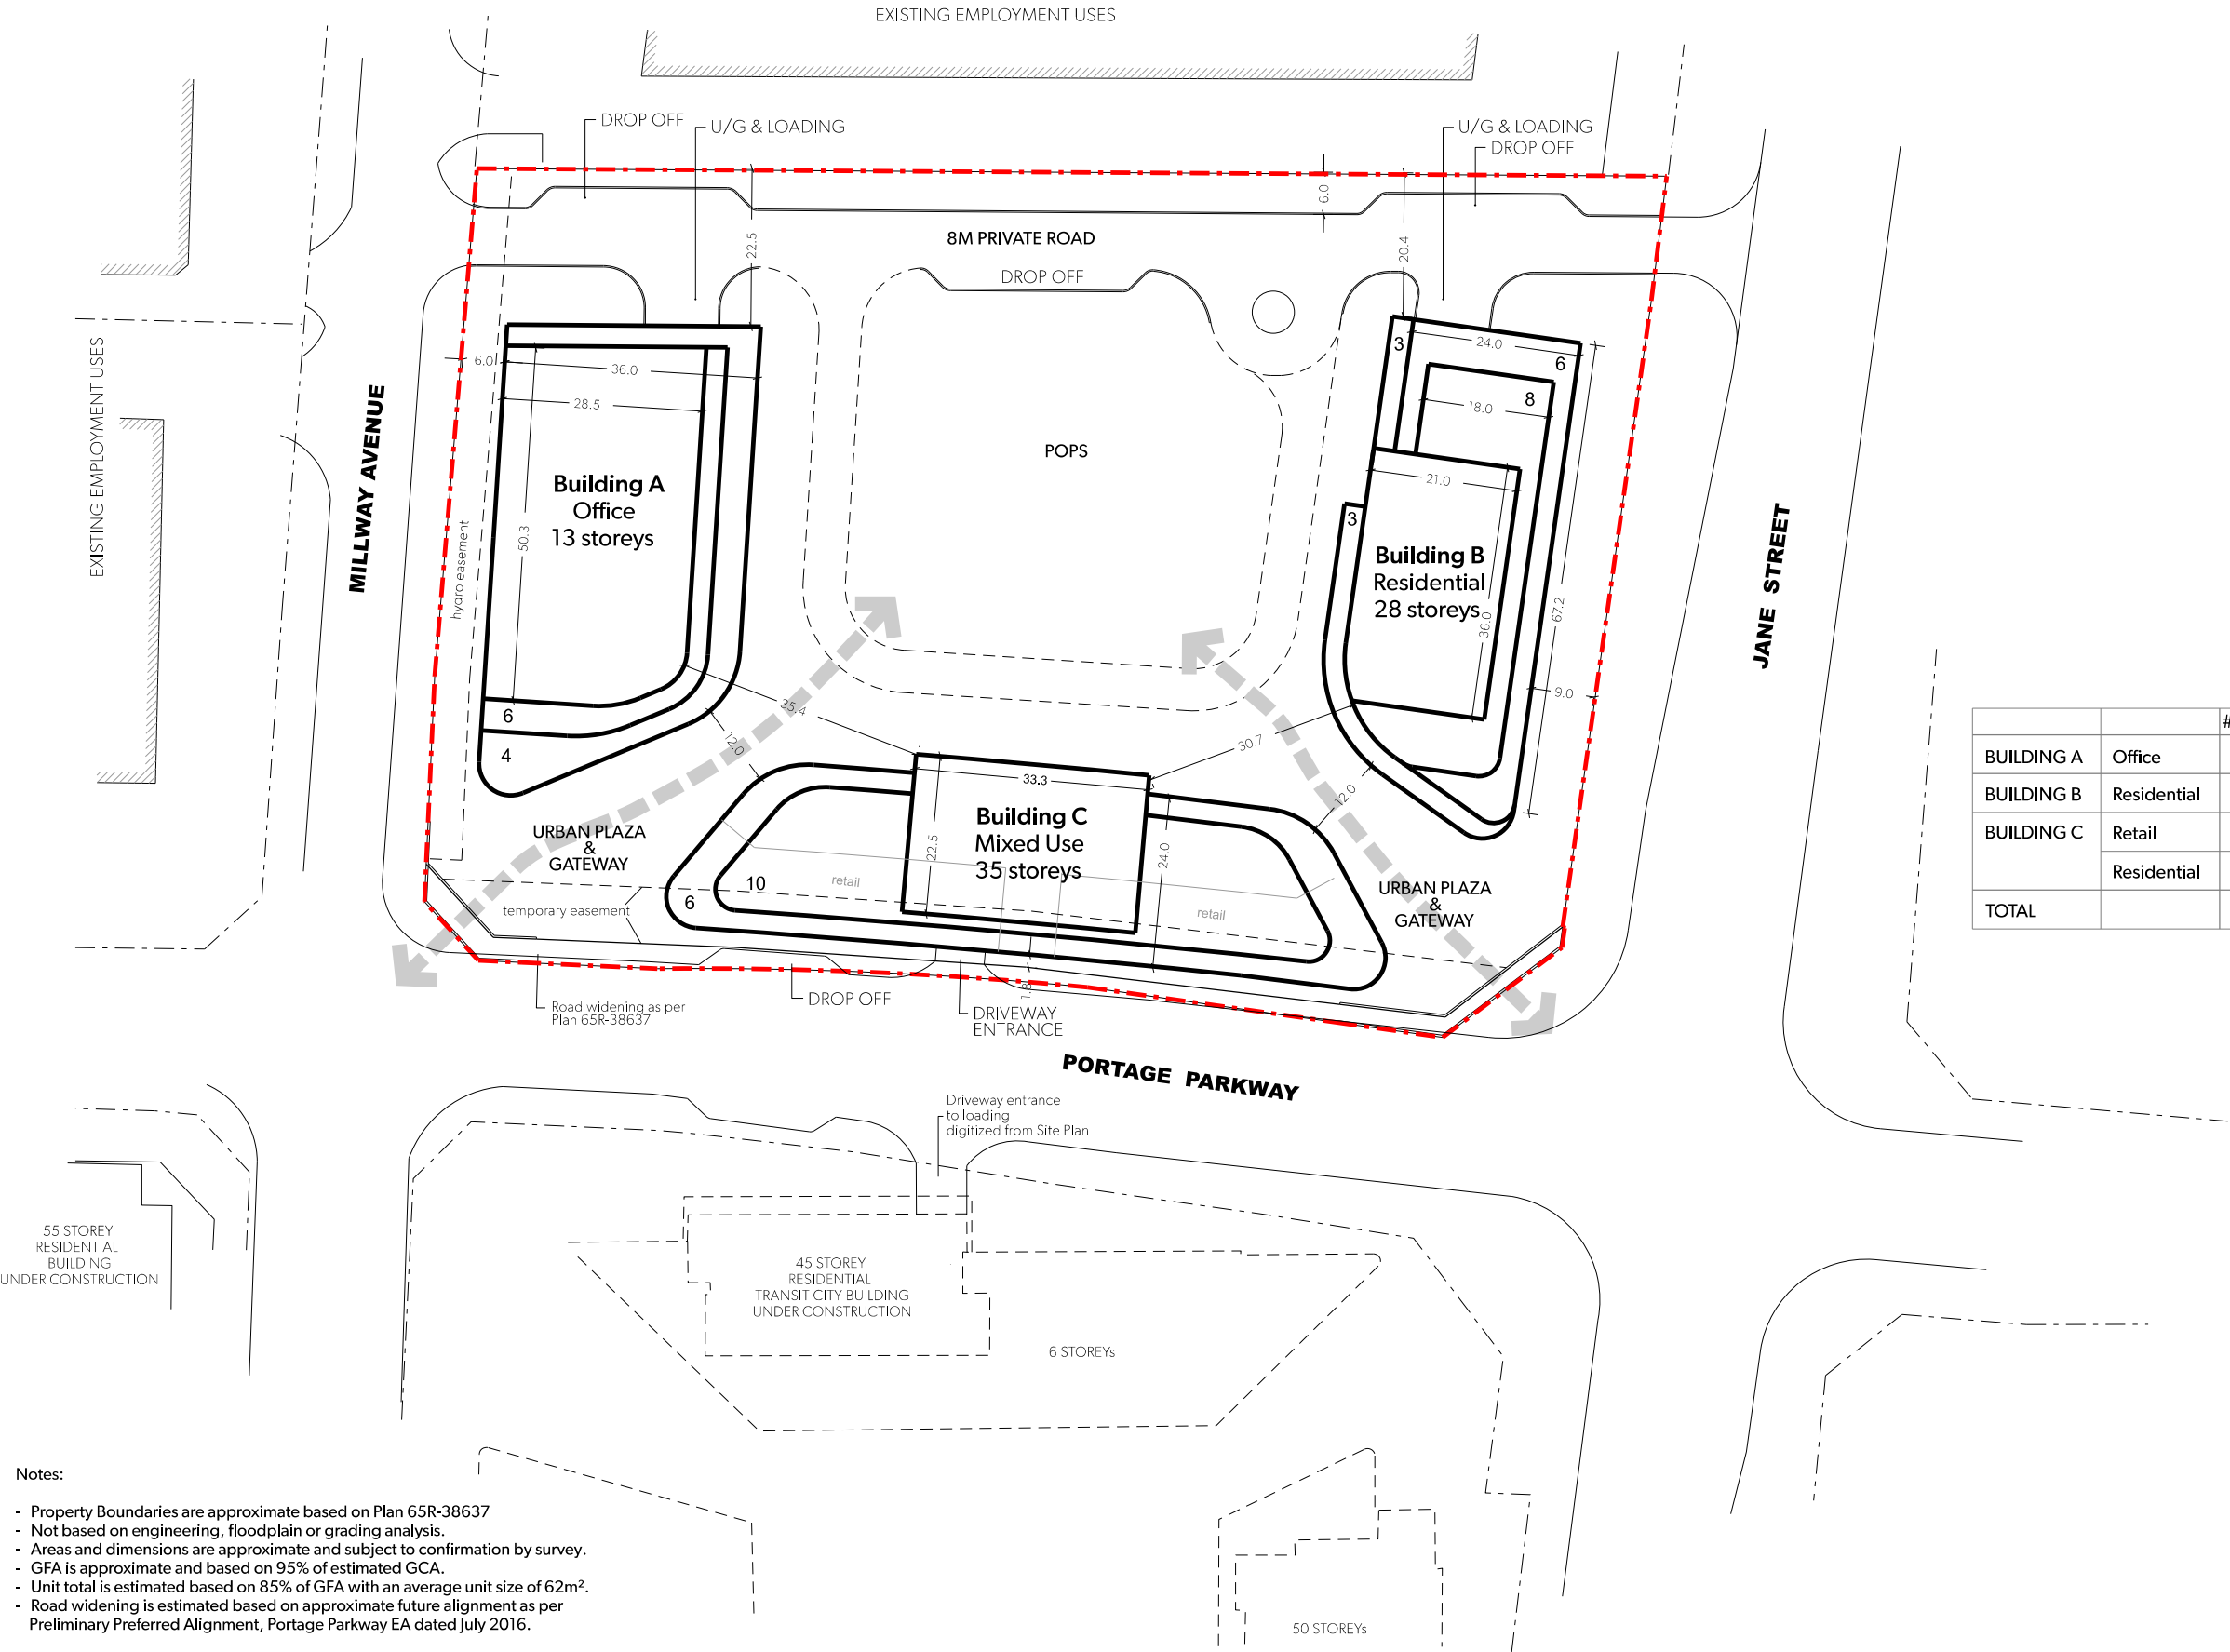 EXISTING EMPLOYMENT USES
DROP OFF
U/G & LOADING
U/G & LOADING
DROP OFF
6.0
22.5
20.4
8M PRIVATE ROAD
DROP OFF
EXISTING EMPLOYMENT USES
MILLWAY AVENUE
hydro easement
6.0
36.0
28.5
50.3
Building A
Office
13 storeys
6
4
POPS
3
24.0
6
8
18.0
21.0
3
Building B
Residential
28 storeys
36.0
67.2
9.0
JANE STREET
35.4
12.0
30.7
12.0
33.3
Building C
Mixed Use
35 storeys
22.5
24.0
10
6
retail
retail
URBAN PLAZA
&
GATEWAY
URBAN PLAZA
&
GATEWAY
temporary easement
Road widening as per
Plan 65R-38637
DROP OFF
1.8
DRIVEWAY
ENTRANCE
PORTAGE PARKWAY
#
BUILDING A Office
BUILDING B Residential
BUILDING C Retail
Residential
TOTAL
Driveway entrance
to loading
digitized from Site Plan
55 STOREY
RESIDENTIAL
BUILDING
UNDER CONSTRUCTION
45 STOREY
RESIDENTIAL
TRANSIT CITY BUILDING
UNDER CONSTRUCTION
6 STOREYs
50 STOREYs
Notes:
- Property Boundaries are approximate based on Plan 65R-38637
- Not based on engineering, floodplain or grading analysis.
- Areas and dimensions are approximate and subject to confirmation by survey.
- GFA is approximate and based on 95% of estimated GCA.
- Unit total is estimated based on 85% of GFA with an average unit size of 62m².
- Road widening is estimated based on approximate future alignment as per
Preliminary Preferred Alignment, Portage Parkway EA dated July 2016.